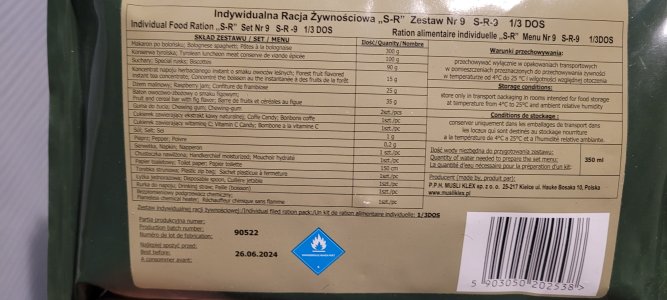 Indywidualna Racja Żywnościowa „S-R” Zestaw Nr 9 S-R-9 1/3 DOS
Individual Food Ration „S-R” Set Nr 9 S-R -9 1/3 DOS
Ration alimentaire individuelle „S-R” Menu Nr 9 S-R-9 1/3DOS
SKŁAD ZESTAWU / SET / MENU Ilość/Quantity/Nombre
Makaron po bolońsku; Bolognese spaghetti; Pâtes à la bolognaise 300 g
Konserwa tyrolska; Tyrolean luncheon meat conserve de viande épicée 100 g
Suchary; Special rusks; Biscottes 90 g
Koncentrat napoju herbacianego instant o smaku owoców leśnych; Forest fruit flavored
instant tea concentrate; Concentré de boisson au thé instantanée à des fruits de la forêt 15 g
Dżem malinowy; Raspberry jam; Confiture de framboise 25 g
Baton owocowo-zbożowy o smaku figowym;
Fruit and cereal bar with fig flavor; Barre de fruits et céréales au figue 35 g
Guma do żucia; Chewing gum; Chewing-gum 2szt./pcs
Cukierek zawierający ekstrakt kawy naturalnej; Coffe Candy; Bonbons coffe 1szt./pc
Cukierek zawierający witaminę C; Vitamin C Candy; Bonbons à la vitamine C 1szt./pc
Sól; Salt; Sel 1 g
Pieprz; Pepper; Poivre 0,2 g
Serwetka, Napkin, Napperon 1 szt./pc
Chusteczka nawilżona; Handkerchief moisturized; Mouchoir hydraté 1szt./pc
Papier toaletowy; Toilet paper; Papier toilette 150 cm
Torebka strunowa; Plastic zip bag; Sachet plasticus à fermeture 1szt./pc
Łyżka jednorazowa; Disposable spoon, Cuillère jetable 1szt./pc
Rurka do napoju; Drinking straw; Paille (boisson) 1szt./pc
Bezpłomieniowy podgrzewacz chemiczny;
Flameless chemical heater; Réchauffeur chimique sans flamme 1szt./pc
Zestaw indywidualnej racji żywnościowej/Individual filled ration pack/Un kit de ration alimentaire individuelle: 1/3DOS
Partia produkcyjna numer:
Production batch number:
Numéro de lot de fabrication:
90522
Najlepiej spożyć przed:
Best before:
A consommer avant:
26.06.2024
Warunki przechowywania:
przechowywać wyłącznie w opakowaniach transportowych
w pomieszczeniach przeznaczonych do przechowywania żywności
w temperaturze od 4°C do 25 °C i wilgotności względnej otoczenia
Storage conditions:
store only in transport packaging in rooms intended for food storage
at temperature from 4°C to 25°C and ambient relative humidity
Conditions de stockage :
conserver uniquement dans les emballages de transport dans
les locaux qui sont destinés au stockage nourriture
a la température de 4°C a 25°C et a l'humidité relative ambiante.
Ilość wody niezbędna do przygotowania zestawu:
Quantity of water needed to prepare the set menu:
La quantité d'eau nécessaire pour la préparation d'un kit:
350 ml
Producent (made by, produit par):
P.P.H. MUSLI KLEX sp. z o. o. 25-217 Kielce ul. Hauke Bosaka 10, Polska
www.musliklex.pl
5 903050 202538 >